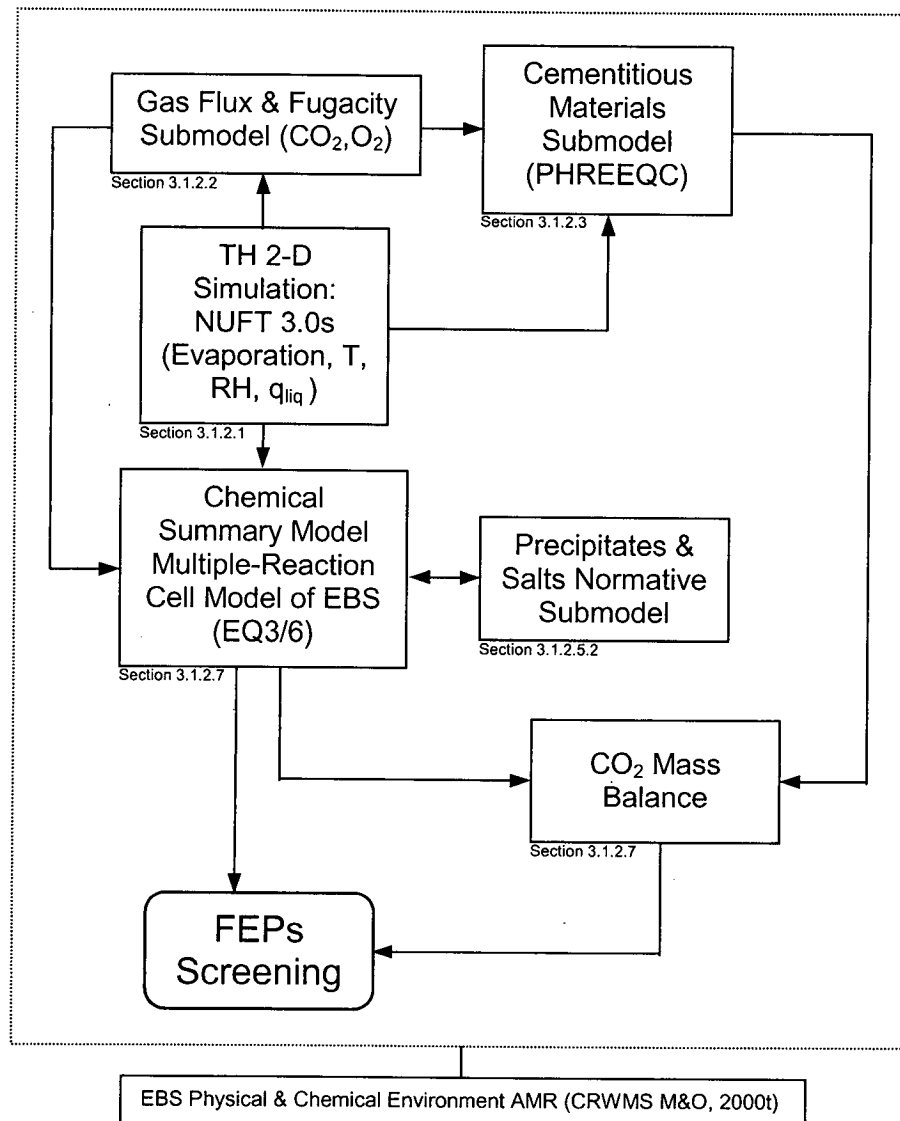 Gas Flux & Fugacity
Submodel (CO₂,O₂)
Section 3.1.2.2
Cementitious
Materials
Submodel
(PHREEQC)
Section 3.1.2.3
TH 2-D
Simulation:
NUFT 3.0s
(Evaporation, T,
RH, qliq )
Section 3.1.2.1
Chemical
Summary Model
Multiple-Reaction
Cell Model of EBS
(EQ3/6)
Section 3.1.2.7
Precipitates &
Salts Normative
Submodel
Section 3.1.2.5.2
CO₂ Mass
Balance
Section 3.1.2.7
FEPs
Screening
EBS Physical & Chemical Environment AMR (CRWMS M&O, 2000t)